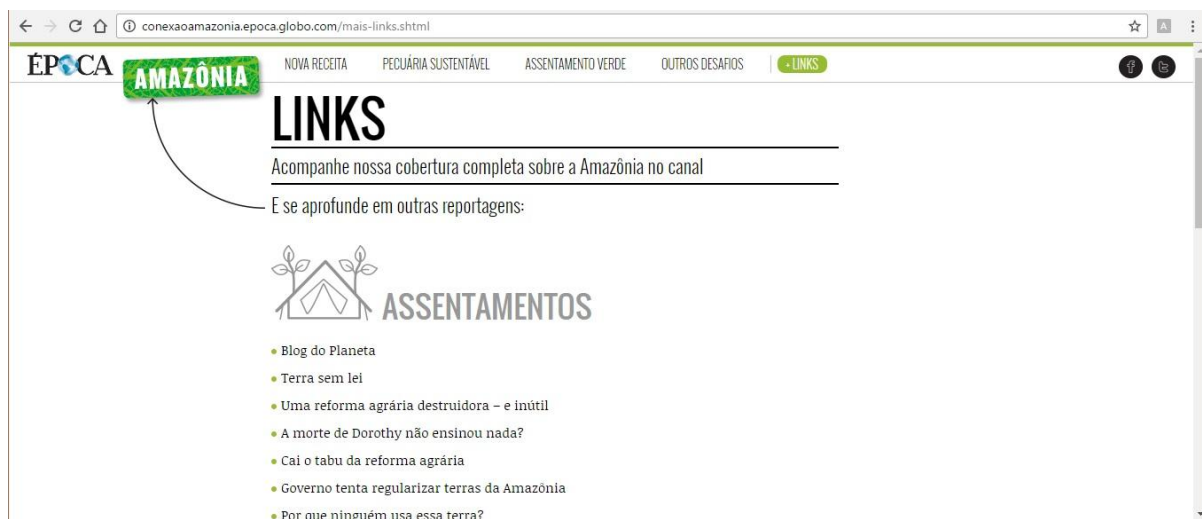 conexaoamazonia.epoca.globo.com/mais-links.shtml
ÉPOCA AMAZÔNIA NOVA RECEITA PECUÁRIA SUSTENTÁVEL ASSENTAMENTO VERDE OUTROS DESAFIOS + LINKS
LINKS
Acompanhe nossa cobertura completa sobre a Amazônia no canal
E se aprofunde em outras reportagens:
ASSENTAMENTOS
• Blog do Planeta
• Terra sem lei
• Uma reforma agrária destruidora – e inútil
• A morte de Dorothy não ensinou nada?
• Cai o tabu da reforma agrária
• Governo tenta regularizar terras da Amazônia
• Por que ninguém usa essa terra?